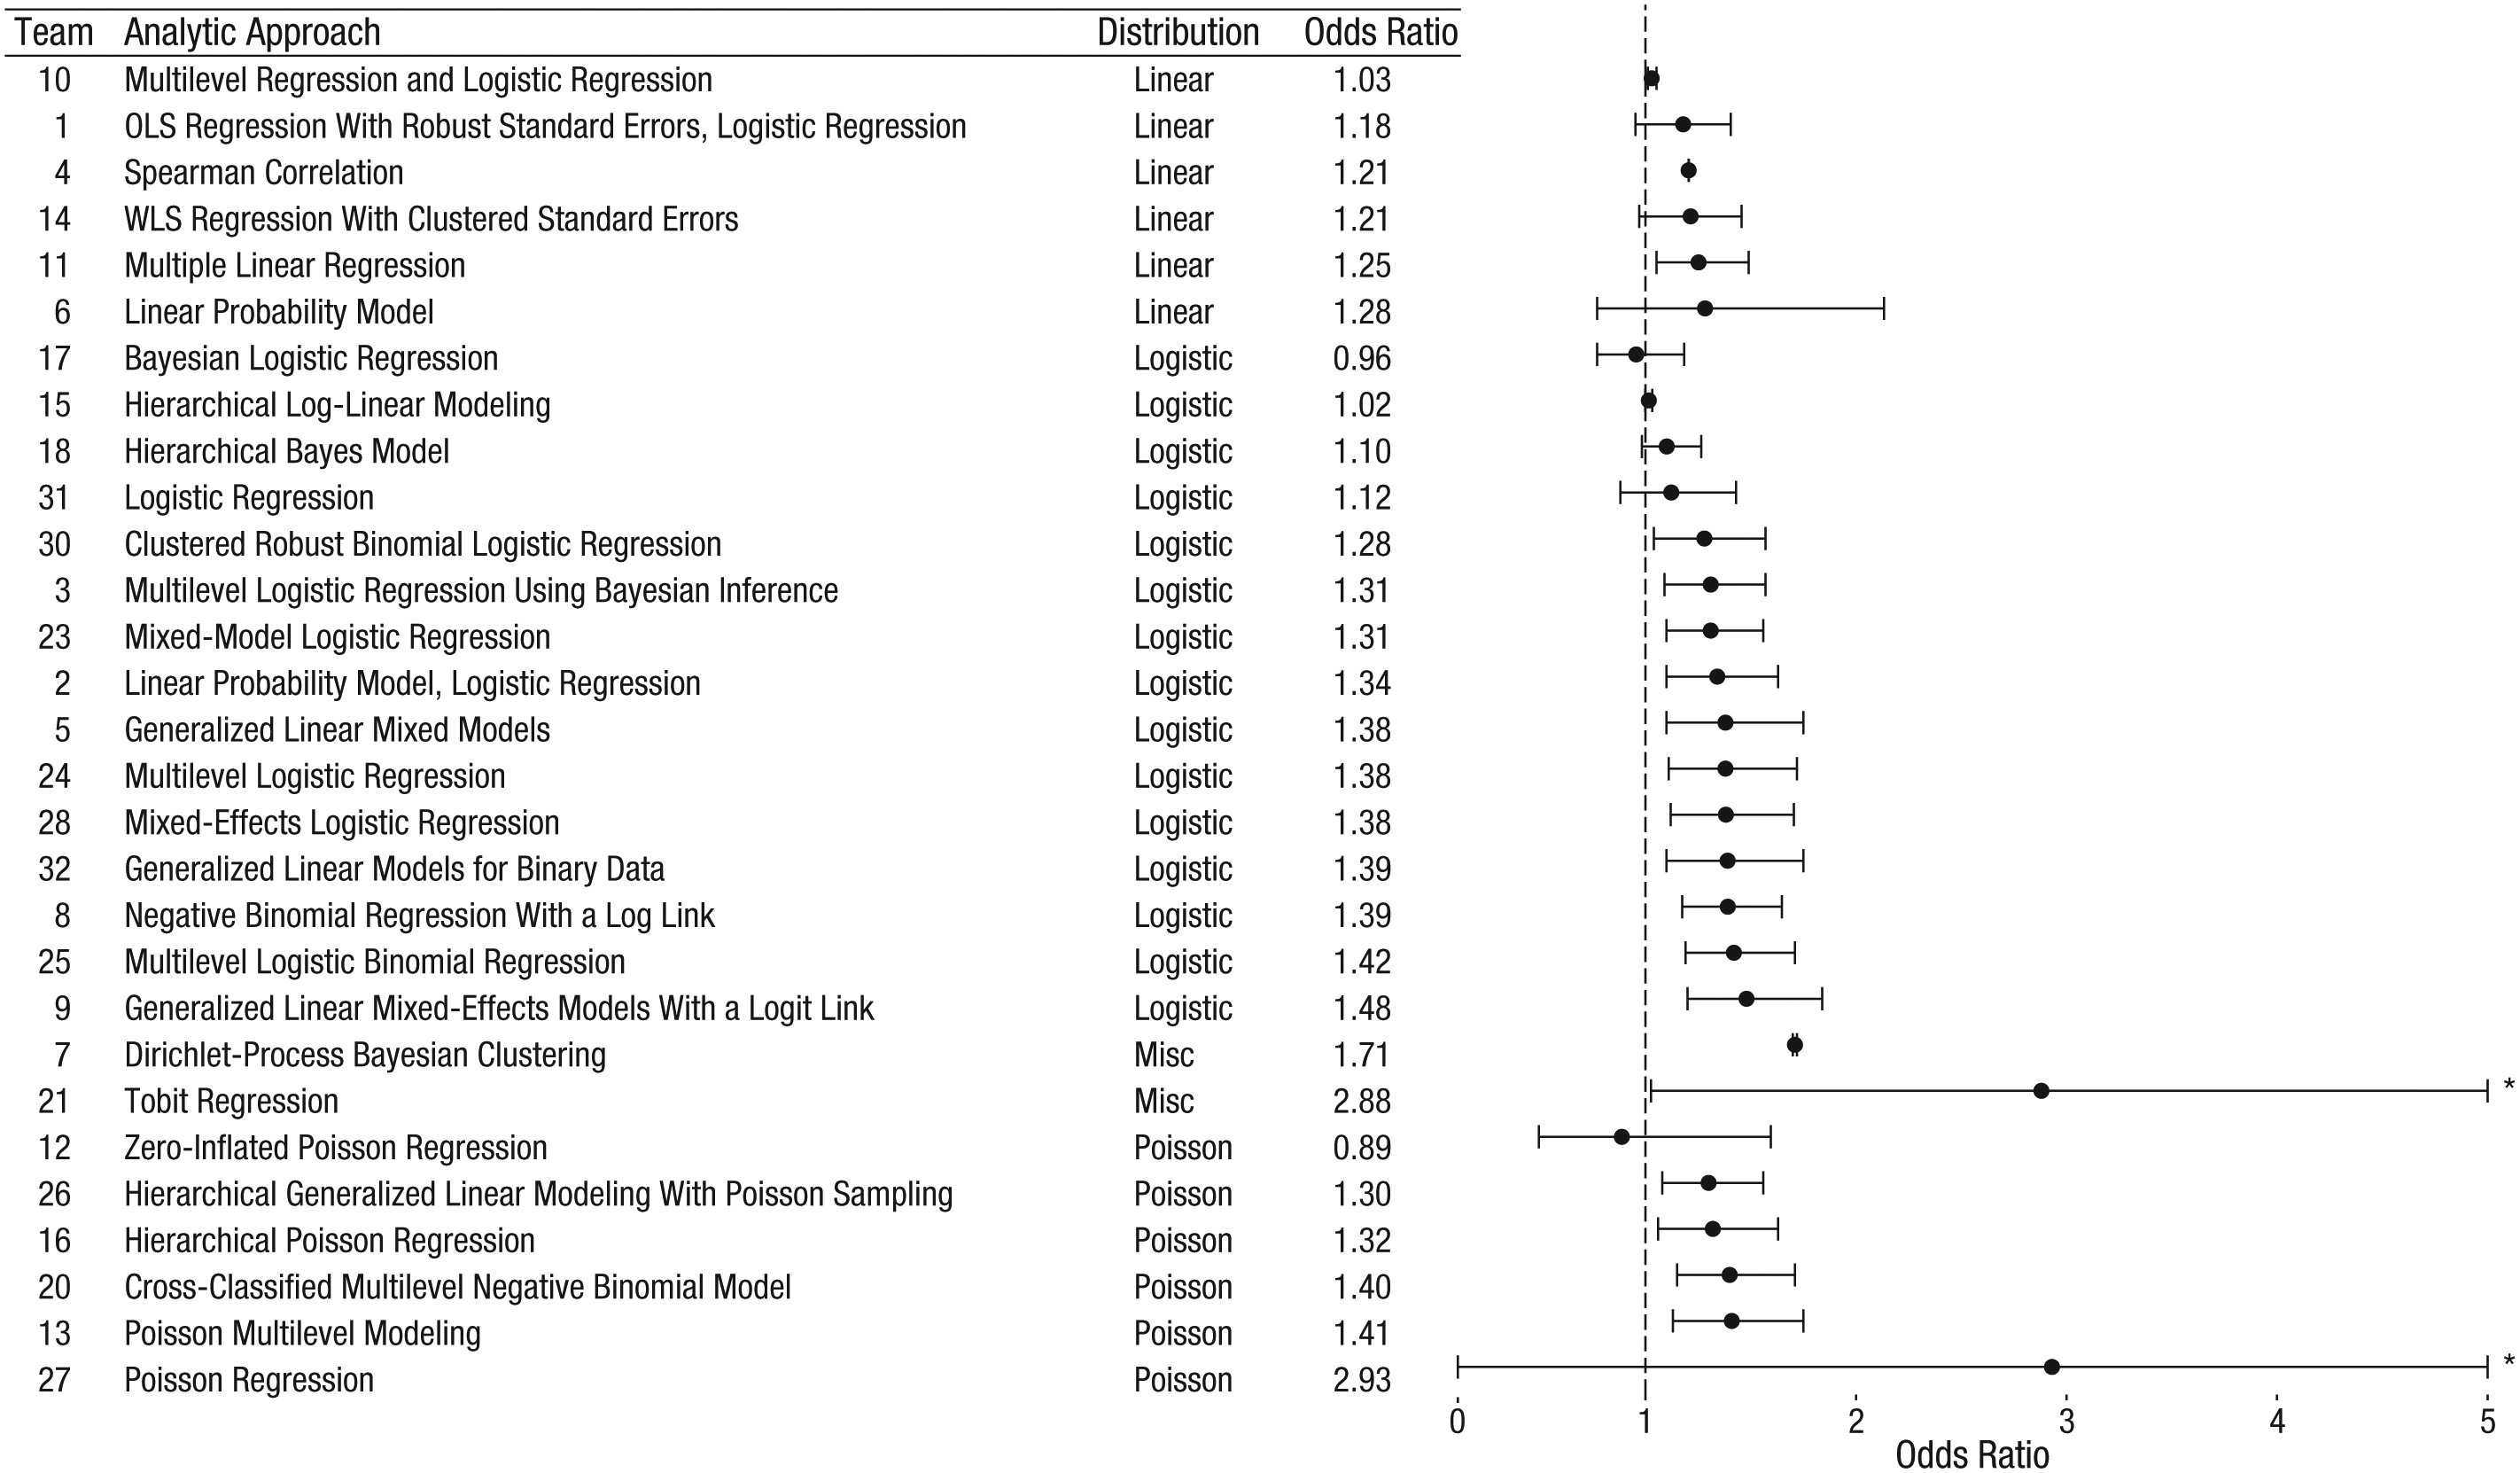 Team Analytic Approach Distribution Odds Ratio
10 Multilevel Regression and Logistic Regression Linear 1.03
1 OLS Regression With Robust Standard Errors, Logistic Regression Linear 1.18
4 Spearman Correlation Linear 1.21
14 WLS Regression With Clustered Standard Errors Linear 1.21
11 Multiple Linear Regression Linear 1.25
6 Linear Probability Model Linear 1.28
17 Bayesian Logistic Regression Logistic 0.96
15 Hierarchical Log-Linear Modeling Logistic 1.02
18 Hierarchical Bayes Model Logistic 1.10
31 Logistic Regression Logistic 1.12
30 Clustered Robust Binomial Logistic Regression Logistic 1.28
3 Multilevel Logistic Regression Using Bayesian Inference Logistic 1.31
23 Mixed-Model Logistic Regression Logistic 1.31
2 Linear Probability Model, Logistic Regression Logistic 1.34
5 Generalized Linear Mixed Models Logistic 1.38
24 Multilevel Logistic Regression Logistic 1.38
28 Mixed-Effects Logistic Regression Logistic 1.38
32 Generalized Linear Models for Binary Data Logistic 1.39
8 Negative Binomial Regression With a Log Link Logistic 1.39
25 Multilevel Logistic Binomial Regression Logistic 1.42
9 Generalized Linear Mixed-Effects Models With a Logit Link Logistic 1.48
7 Dirichlet-Process Bayesian Clustering Misc 1.71
21 Tobit Regression Misc 2.88 *
12 Zero-Inflated Poisson Regression Poisson 0.89
26 Hierarchical Generalized Linear Modeling With Poisson Sampling Poisson 1.30
16 Hierarchical Poisson Regression Poisson 1.32
20 Cross-Classified Multilevel Negative Binomial Model Poisson 1.40
13 Poisson Multilevel Modeling Poisson 1.41
27 Poisson Regression Poisson 2.93 *
0 1 2 3 4 5
Odds Ratio